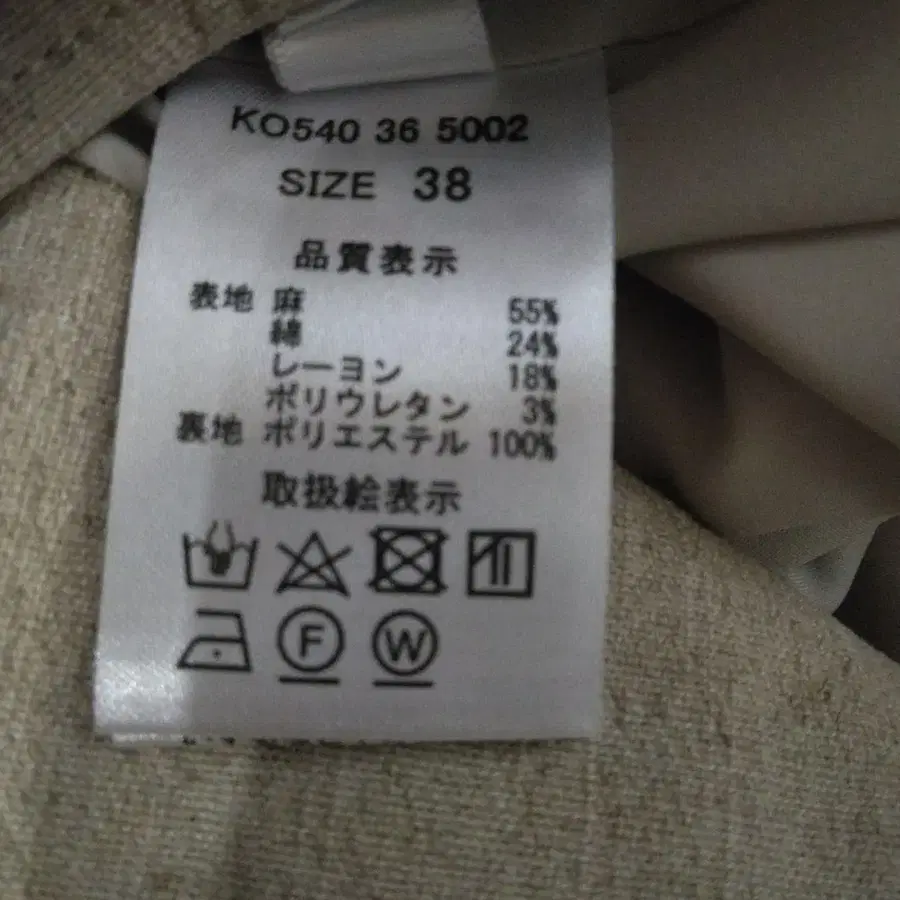 KO540 36 5002
SIZE 38
品質表示
表地 麻 55%
綿 24%
レーヨン 18%
ポリウレタン 3%
裏地 ポリエステル 100%
取扱絵表示
F W